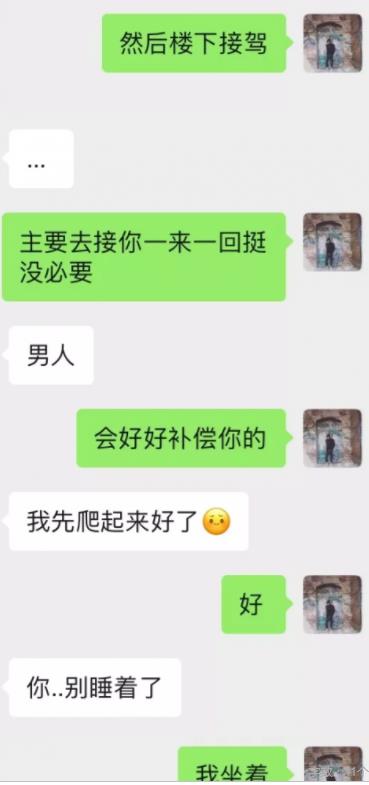 然后楼下接驾
...
主要去接你一来一回挺
没必要
男人
会好好补偿你的
我先爬起来好了
好
你..别睡着了
我坐着